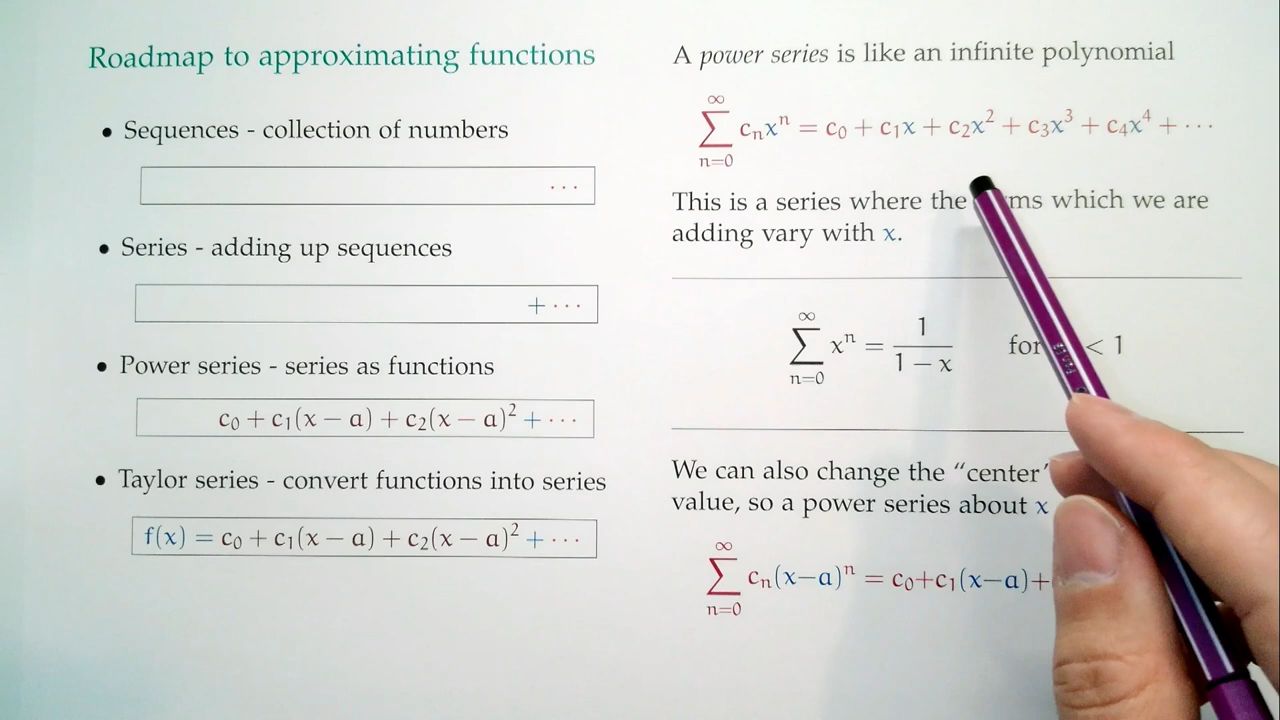 Roadmap to approximating functions
• Sequences - collection of numbers
···
• Series - adding up sequences
+ ···
• Power series - series as functions
c₀ + c₁(x − a) + c₂(x − a)² + ···
• Taylor series - convert functions into series
f(x) = c₀ + c₁(x − a) + c₂(x − a)² + ···
A power series is like an infinite polynomial
∞
∑ cₙxⁿ = c₀ + c₁x + c₂x² + c₃x³ + c₄x⁴ + ···
n=0
This is a series where the which we are
adding vary with x.
∞
∑ xⁿ = 1/(1 − x) for < 1
n=0
We can also change the “center
value, so a power series about x
∞
∑ cₙ(x−a)ⁿ = c₀+c₁(x−a)+
n=0